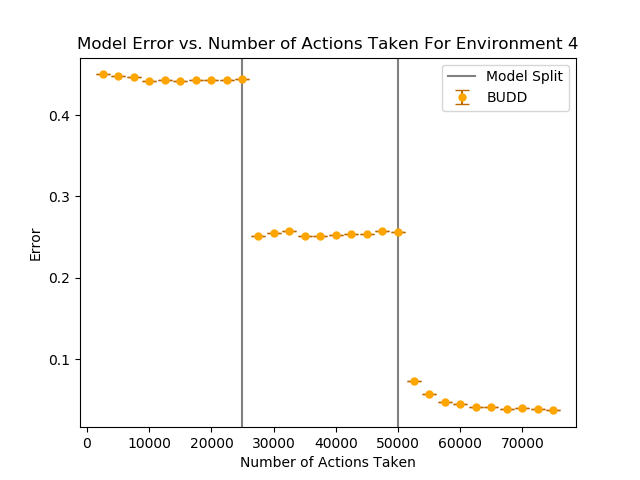 Model Error vs. Number of Actions Taken For Environment 4
Model Split
BUDD
0.4
0.3
0.2
0.1
Error
0 10000 20000 30000 40000 50000 60000 70000
Number of Actions Taken